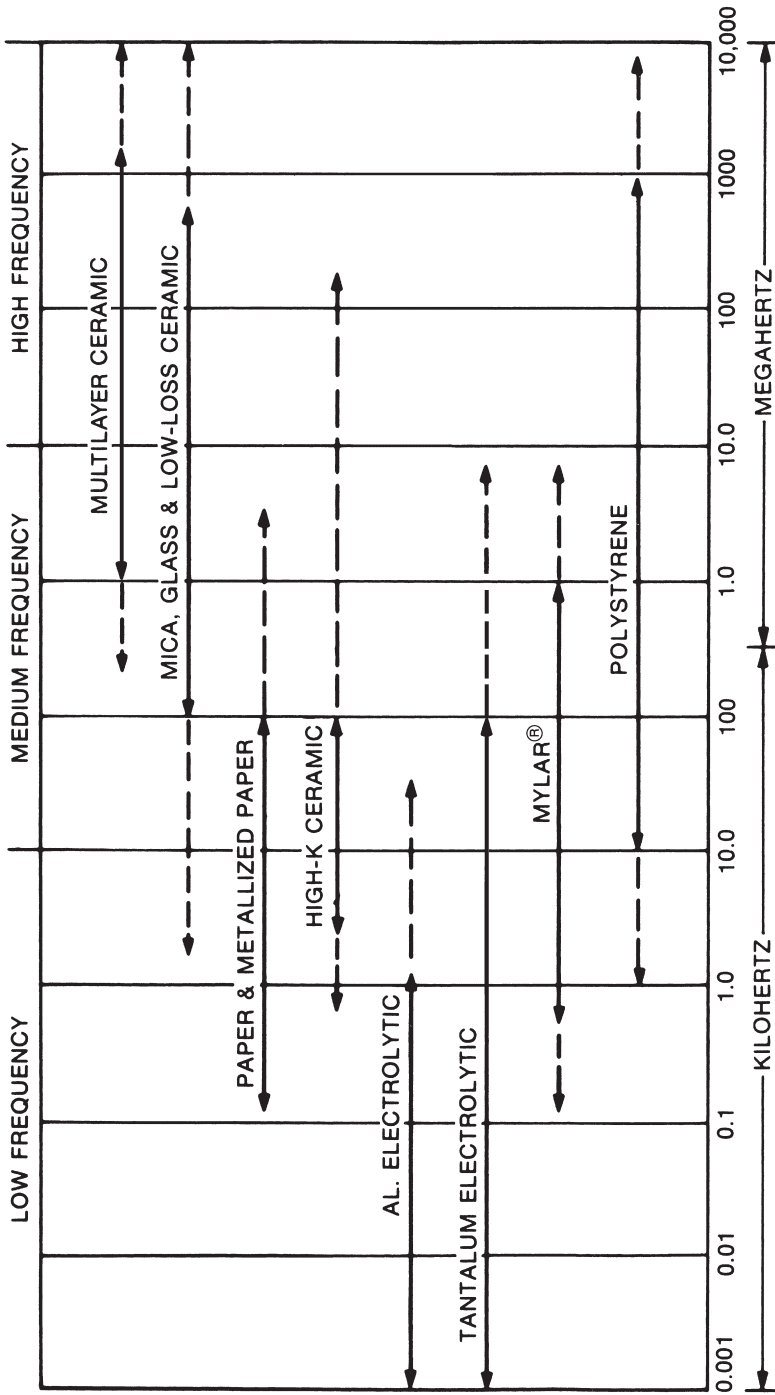 LOW FREQUENCY
MEDIUM FREQUENCY
HIGH FREQUENCY
MULTILAYER CERAMIC
MICA, GLASS & LOW-LOSS CERAMIC
PAPER & METALLIZED PAPER
HIGH-K CERAMIC
AL. ELECTROLYTIC
TANTALUM ELECTROLYTIC
MYLAR®
POLYSTYRENE
0.001 0.01 0.1 1.0 10.0 100 1.0 10.0 100 1000 10,000
KILOHERTZ MEGAHERTZ